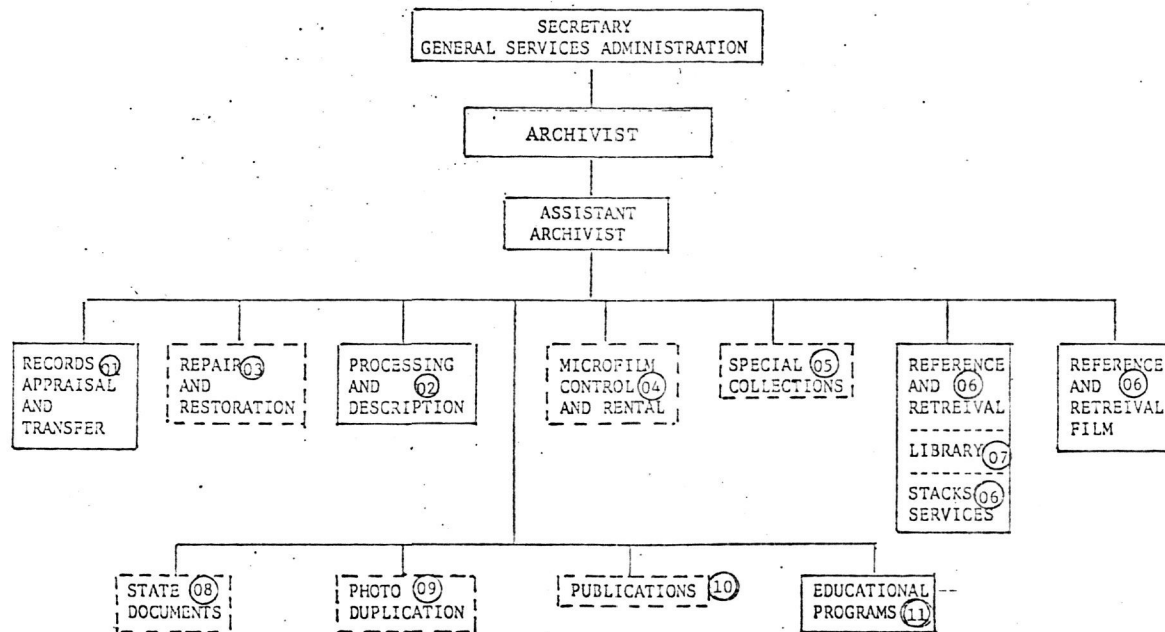 SECRETARY
GENERAL SERVICES ADMINISTRATION
ARCHIVIST
ASSISTANT
ARCHIVIST
RECORDS 01
APPRAISAL
AND
TRANSFER
REPAIR 03
AND
RESTORATION
PROCESSING
AND 02
DESCRIPTION
MICROFILM
CONTROL 04
AND RENTAL
SPECIAL 05
COLLECTIONS
REFERENCE
AND 06
RETREIVAL
LIBRARY 07
STACKS 06
SERVICES
REFERENCE
AND 06
RETREIVAL
FILM
STATE 08
DOCUMENTS
PHOTO 09
DUPLICATION
PUBLICATIONS 10
EDUCATIONAL
PROGRAMS 11